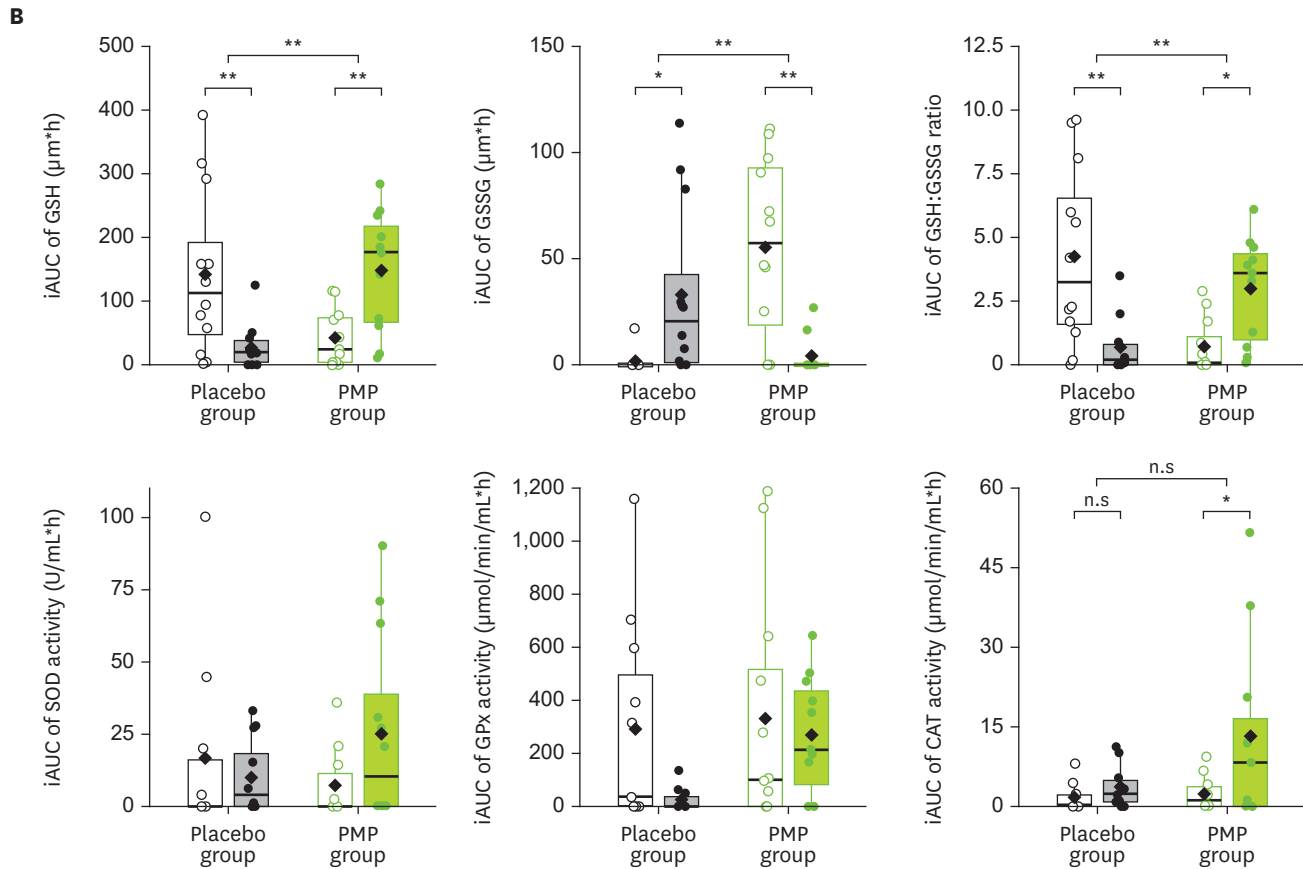 B
iAUC of GSH (µm*h)
500
400
300
200
100
0
**
**
**
Placebo
group
PMP
group
iAUC of GSSG (µm*h)
150
100
50
0
**
*
**
Placebo
group
PMP
group
iAUC of GSH:GSSG ratio
12.5
10.0
7.5
5.0
2.5
0
**
**
*
Placebo
group
PMP
group
iAUC of SOD activity (U/mL*h)
100
75
50
25
0
Placebo
group
PMP
group
iAUC of GPx activity (µmol/min/mL*h)
1,200
1,000
800
600
400
200
0
Placebo
group
PMP
group
iAUC of CAT activity (µmol/min/mL*h)
60
45
30
15
0
n.s
n.s
*
Placebo
group
PMP
group